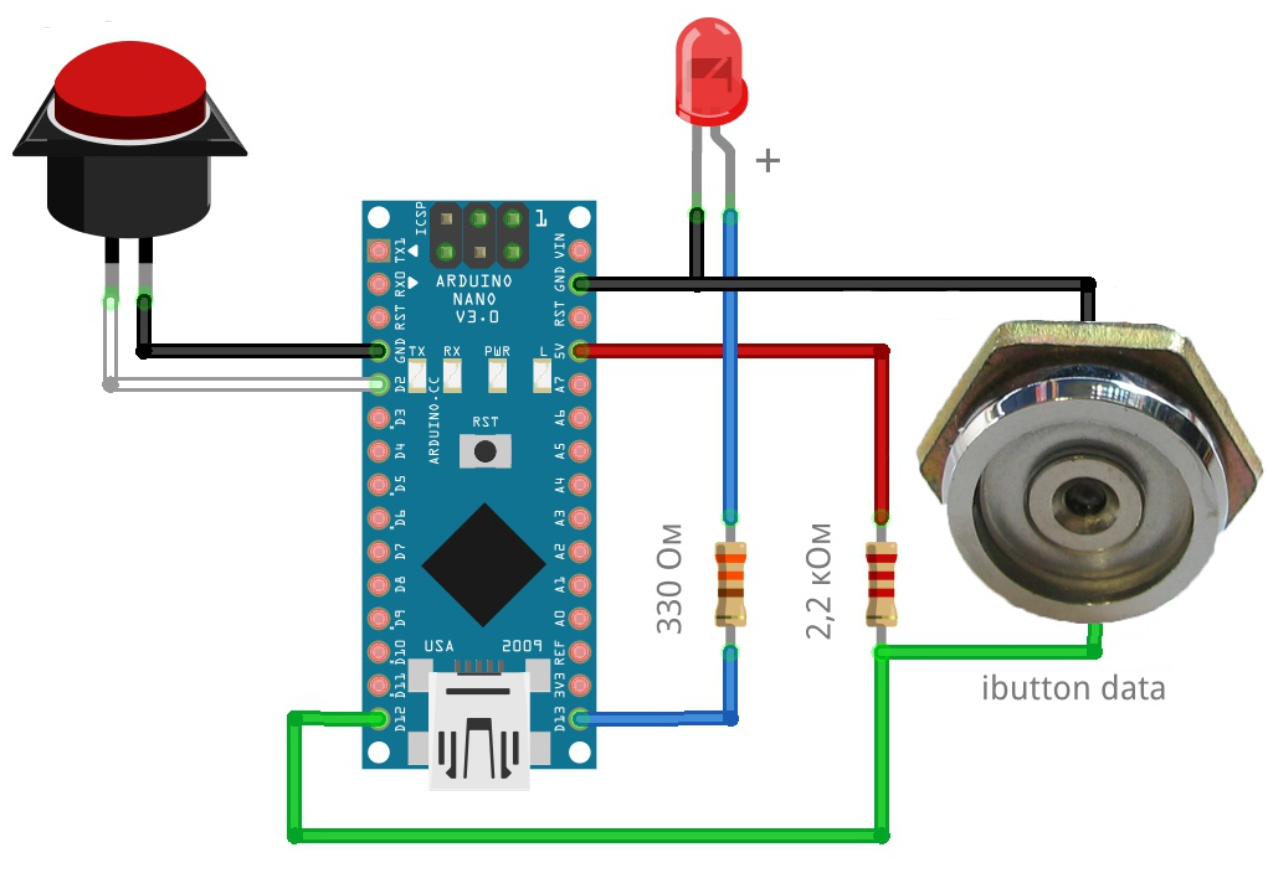 +
ICSP
1
TX1
RX0
RST
GND
D2
D3
D4
D5
D6
D7
D8
D9
D10
D11
D12
ARDUINO
NANO
V3.0
TX RX PWR L
ARDUINO.CC
RST
USA 2009
VIN
GND
RST
5V
A7
A6
A5
A4
A3
A2
A1
A0
REF
3V3
D13
330 Ом
2,2 кОм
ibutton data